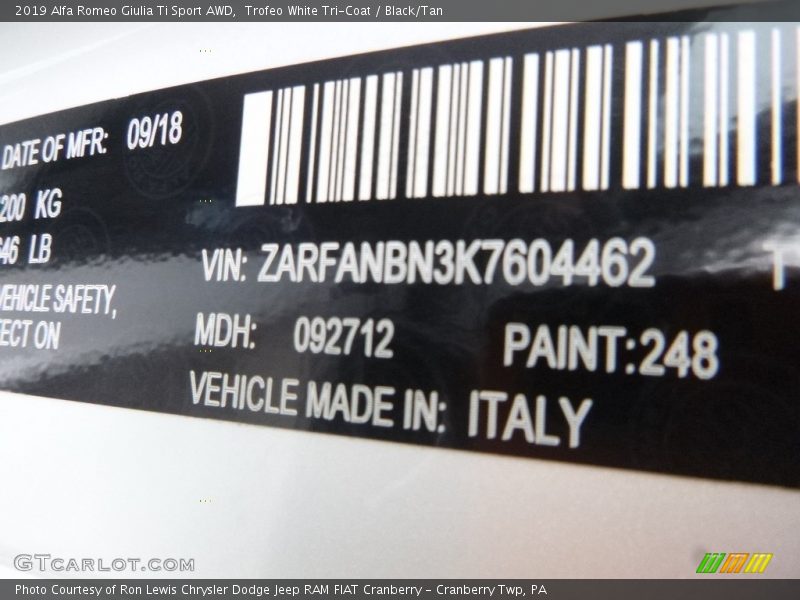 2019 Alfa Romeo Giulia Ti Sport AWD, Trofeo White Tri-Coat / Black/Tan
DATE OF MFR: 09/18
200 KG
646 LB
VEHICLE SAFETY,
ECT ON
VIN: ZARFANBN3K7604462
T
MDH: 092712
PAINT:248
VEHICLE MADE IN: ITALY
GTCARLOT.COM
Photo Courtesy of Ron Lewis Chrysler Dodge Jeep RAM FIAT Cranberry - Cranberry Twp, PA